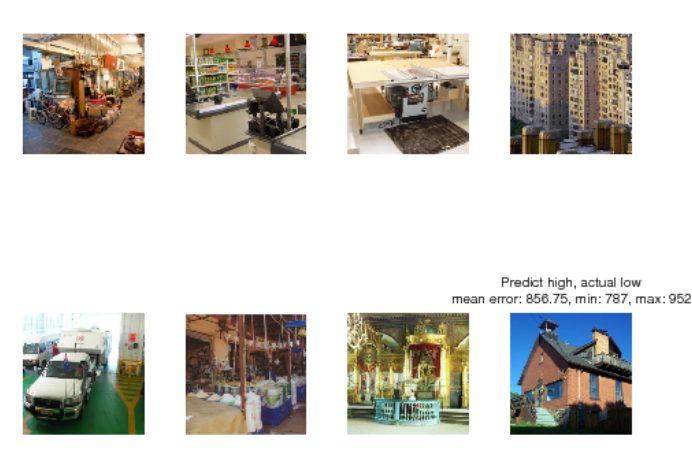 Predict high, actual low
mean error: 856.75, min: 787, max: 952